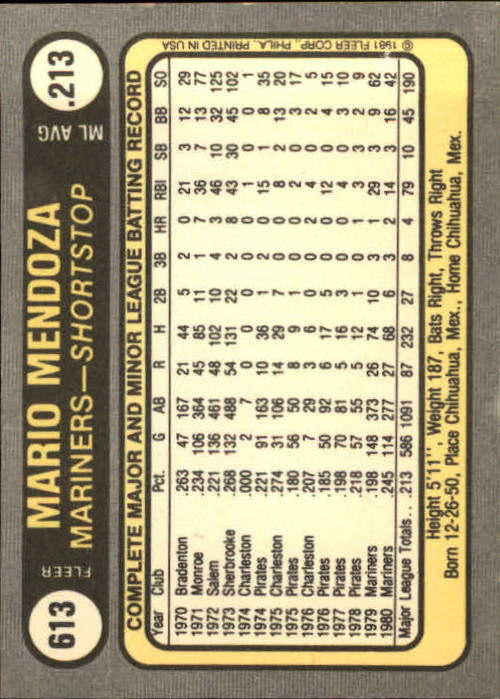 613
FLEER
MARIO MENDOZA
MARINERS—SHORTSTOP
ML AVG
.213
COMPLETE MAJOR AND MINOR LEAGUE BATTING RECORD
Year Club Pct. G AB R H 2B 3B HR RBI SB BB SO
1970 Bradenton .263 47 167 21 44 5 2 0 21 3 12 29
1971 Monroe .234 106 364 45 85 11 1 7 36 7 13 77
1972 Salem .221 136 461 48 102 10 4 3 46 10 32 125
1973 Sherbrooke .268 132 488 54 131 22 2 8 43 30 45 102
1974 Charleston .000 2 7 0 0 0 0 0 1 0 0 1
1974 Pirates .221 91 163 10 36 1 2 0 15 1 8 35
1975 Charleston .274 31 106 14 29 7 1 0 8 2 13 20
1975 Pirates .180 56 50 8 9 1 0 0 2 3 3 17
1976 Charleston .207 7 29 3 6 0 0 2 4 0 2 5
1976 Pirates .185 50 92 6 17 5 0 0 12 1 4 15
1977 Pirates .198 70 81 5 16 3 0 0 4 0 3 10
1978 Pirates .218 57 55 5 12 1 0 1 3 3 2 9
1979 Mariners .198 148 373 26 74 10 3 1 29 3 9 62
1980 Mariners .245 114 277 27 68 6 3 2 14 3 16 42
Major League Totals... .213 586 1091 87 232 27 8 4 79 10 45 190
Height 5'11", Weight 187, Bats Right, Throws Right
Born 12-26-50, Place Chihuahua, Mex., Home Chihuahua, Mex.
© 1981 FLEER CORP., PHILA., PRINTED IN USA